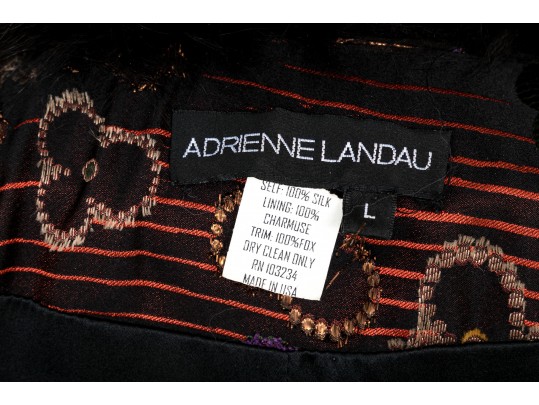 ADRIENNE LANDAU
L
SELF: 100% SILK
LINING: 100%
CHARMUSE
TRIM: 100%FOX
DRY CLEAN ONLY
RN 103234
MADE IN USA